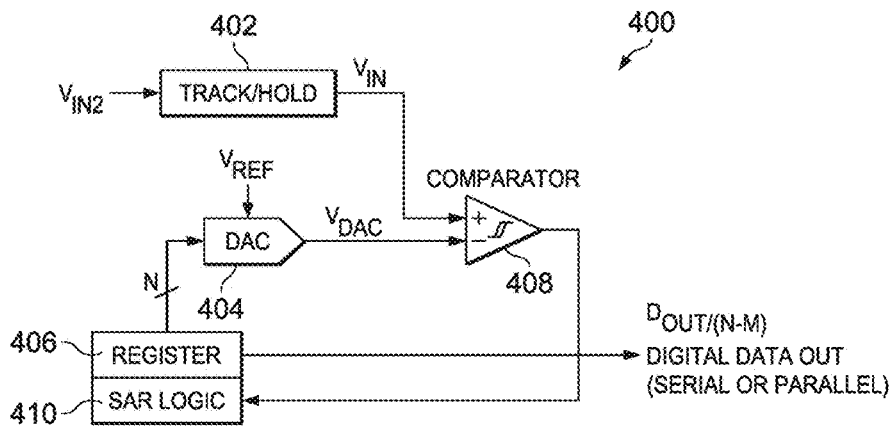 402
400
V_IN2
TRACK/HOLD
V_IN
V_REF
COMPARATOR
DAC
V_DAC
+
−
N
404
408
406
REGISTER
D_OUT/(N-M)
DIGITAL DATA OUT
(SERIAL OR PARALLEL)
410
SAR LOGIC